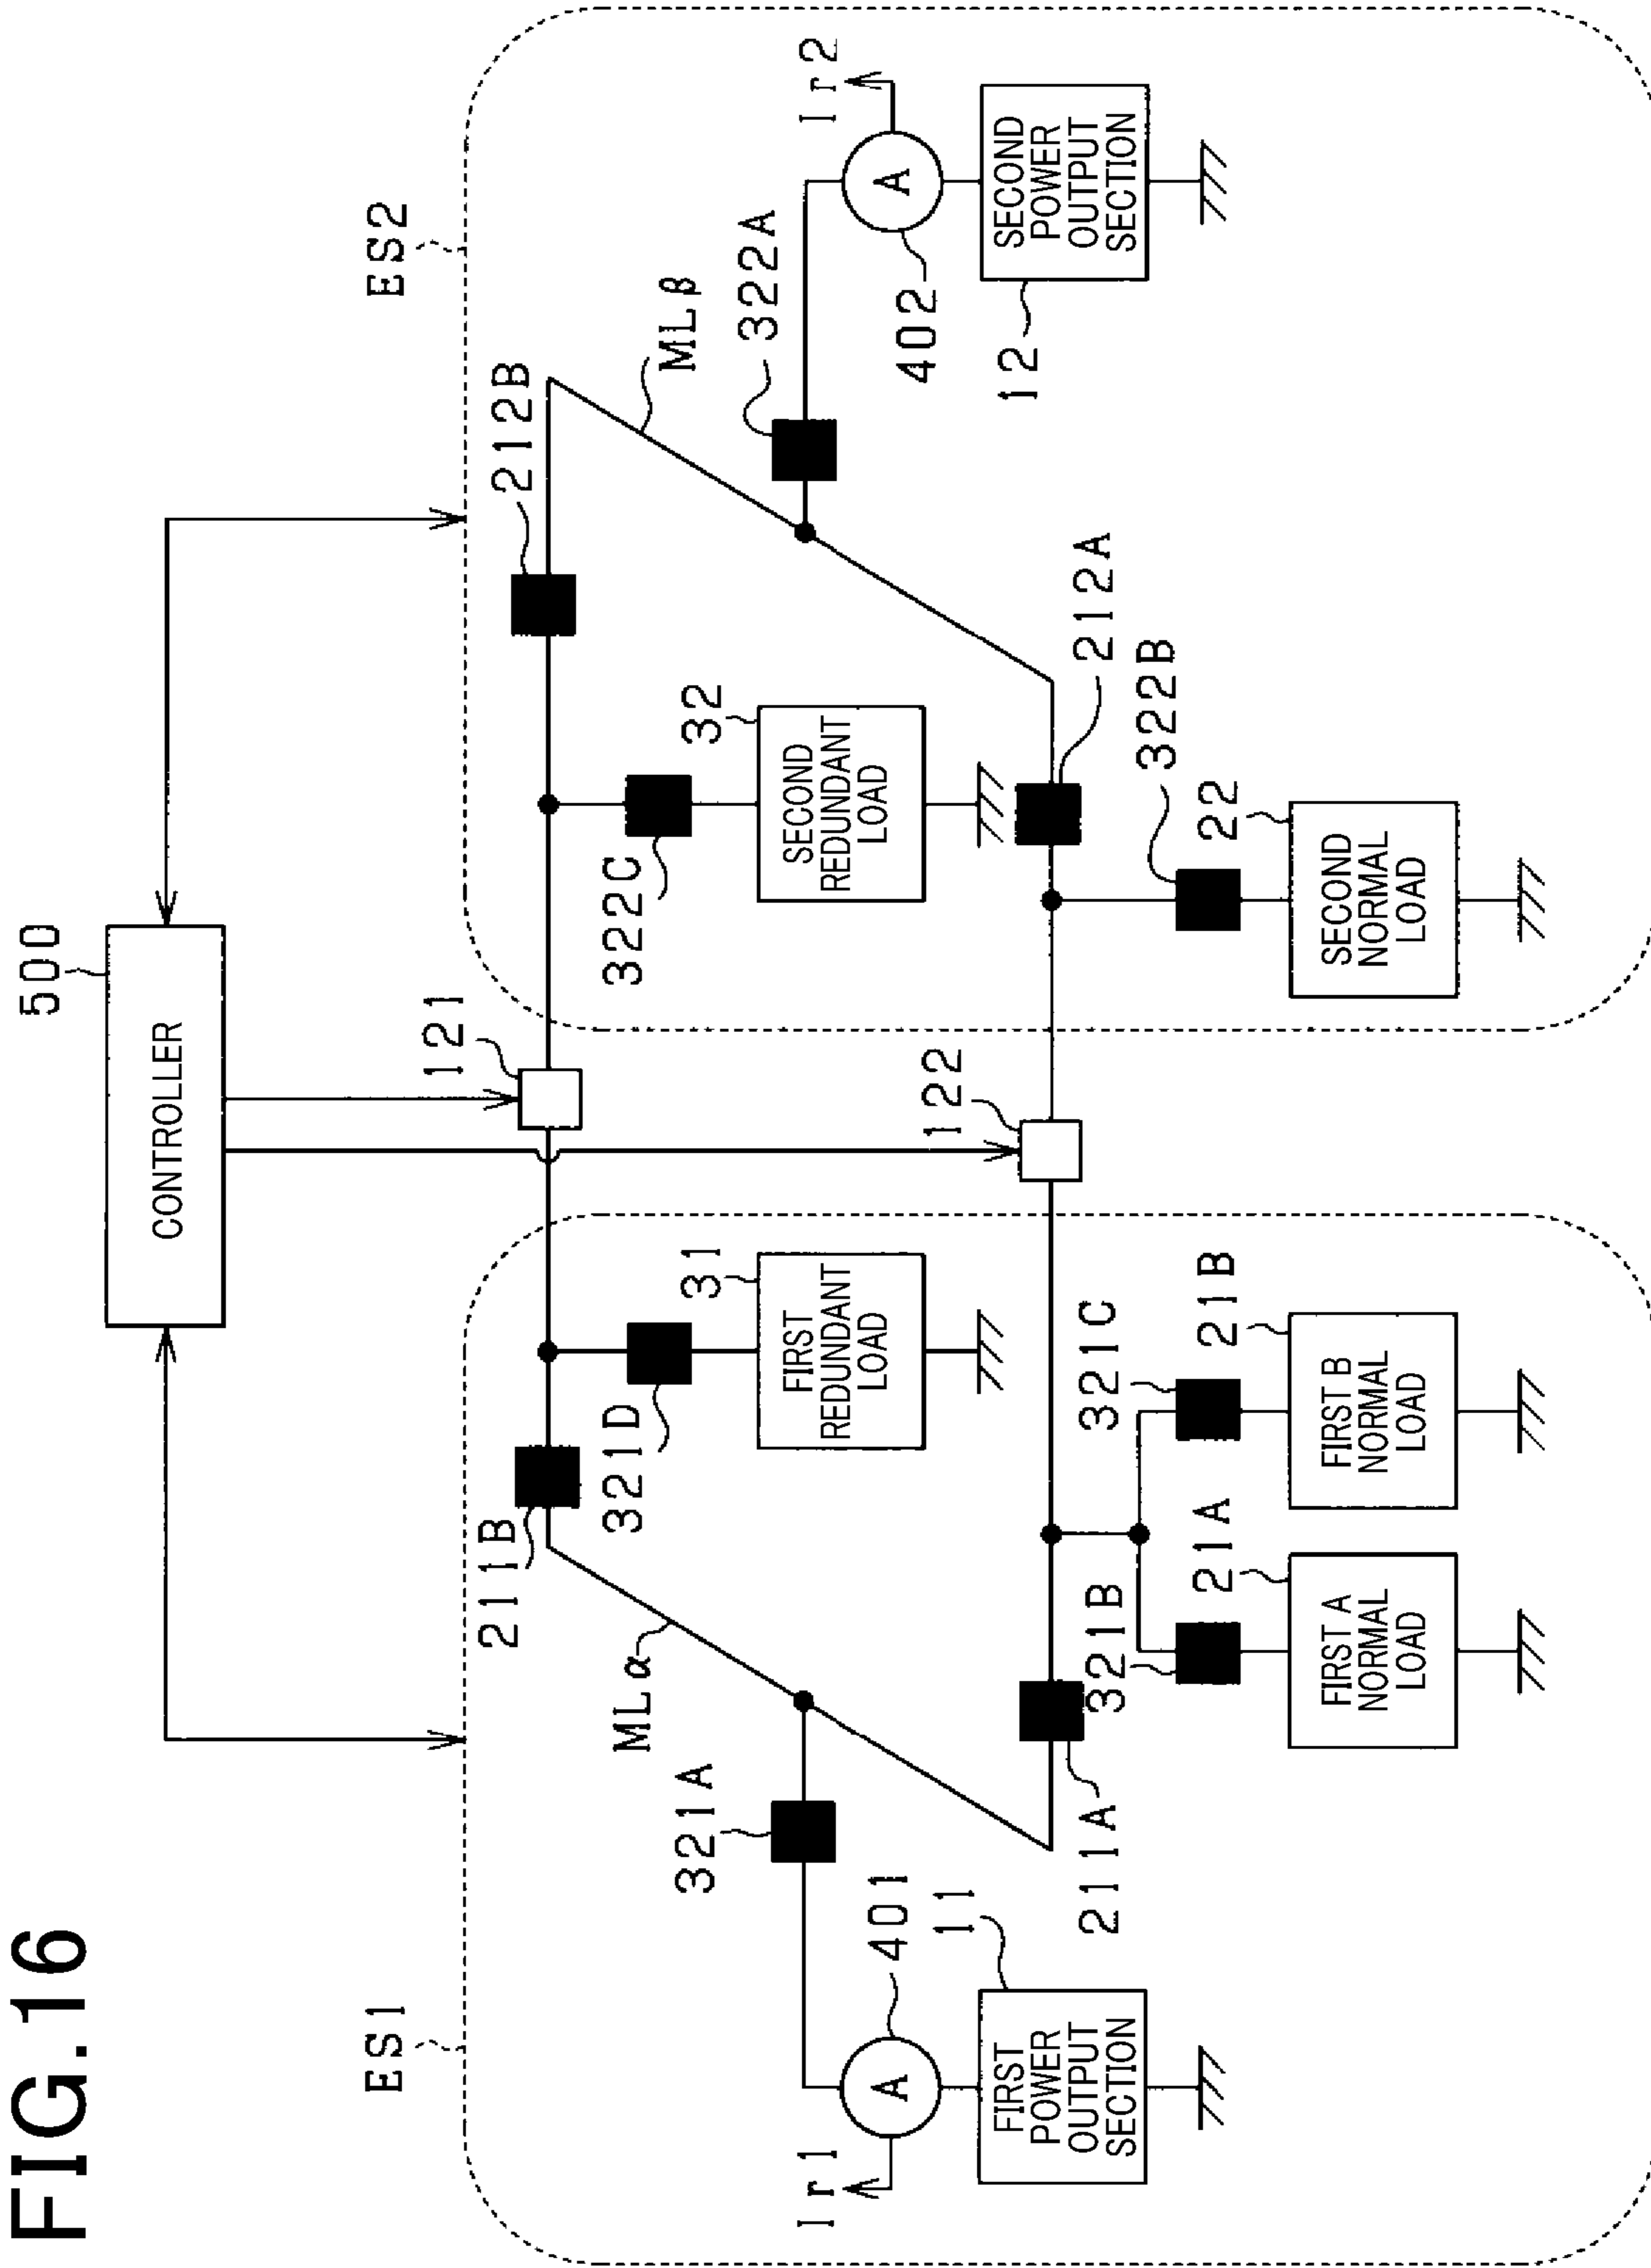 FIG.16
500
CONTROLLER
ES1
ES2
211B
121
212B
MLα
321D
31
FIRST
REDUNDANT
LOAD
322C
32
SECOND
REDUNDANT
LOAD
MLβ
321A
322A
Ir1
A
401
Ir2
A
402
11
FIRST
POWER
OUTPUT
SECTION
12
SECOND
POWER
OUTPUT
SECTION
122
211A
212A
321B
321C
322B
21A
FIRST A
NORMAL
LOAD
21B
FIRST B
NORMAL
LOAD
22
SECOND
NORMAL
LOAD